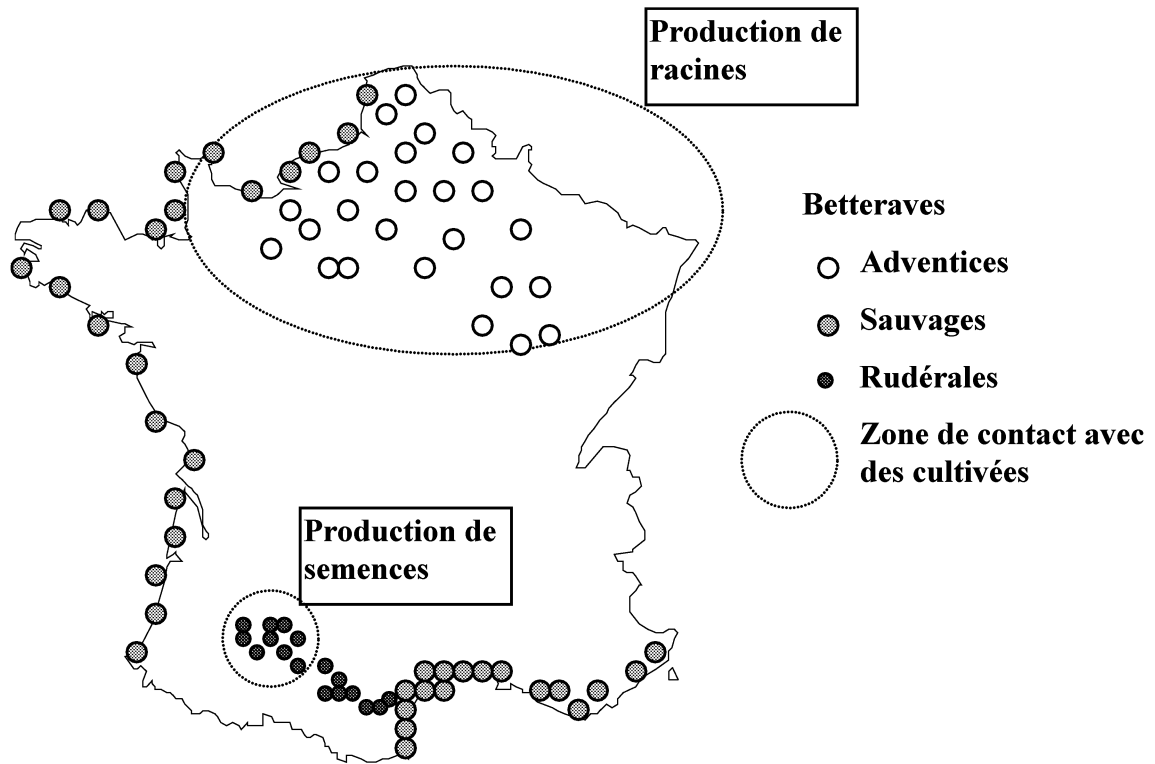 Production de
racines
Betteraves
Adventices
Sauvages
Rudérales
Zone de contact avec
des cultivées
Production de
semences